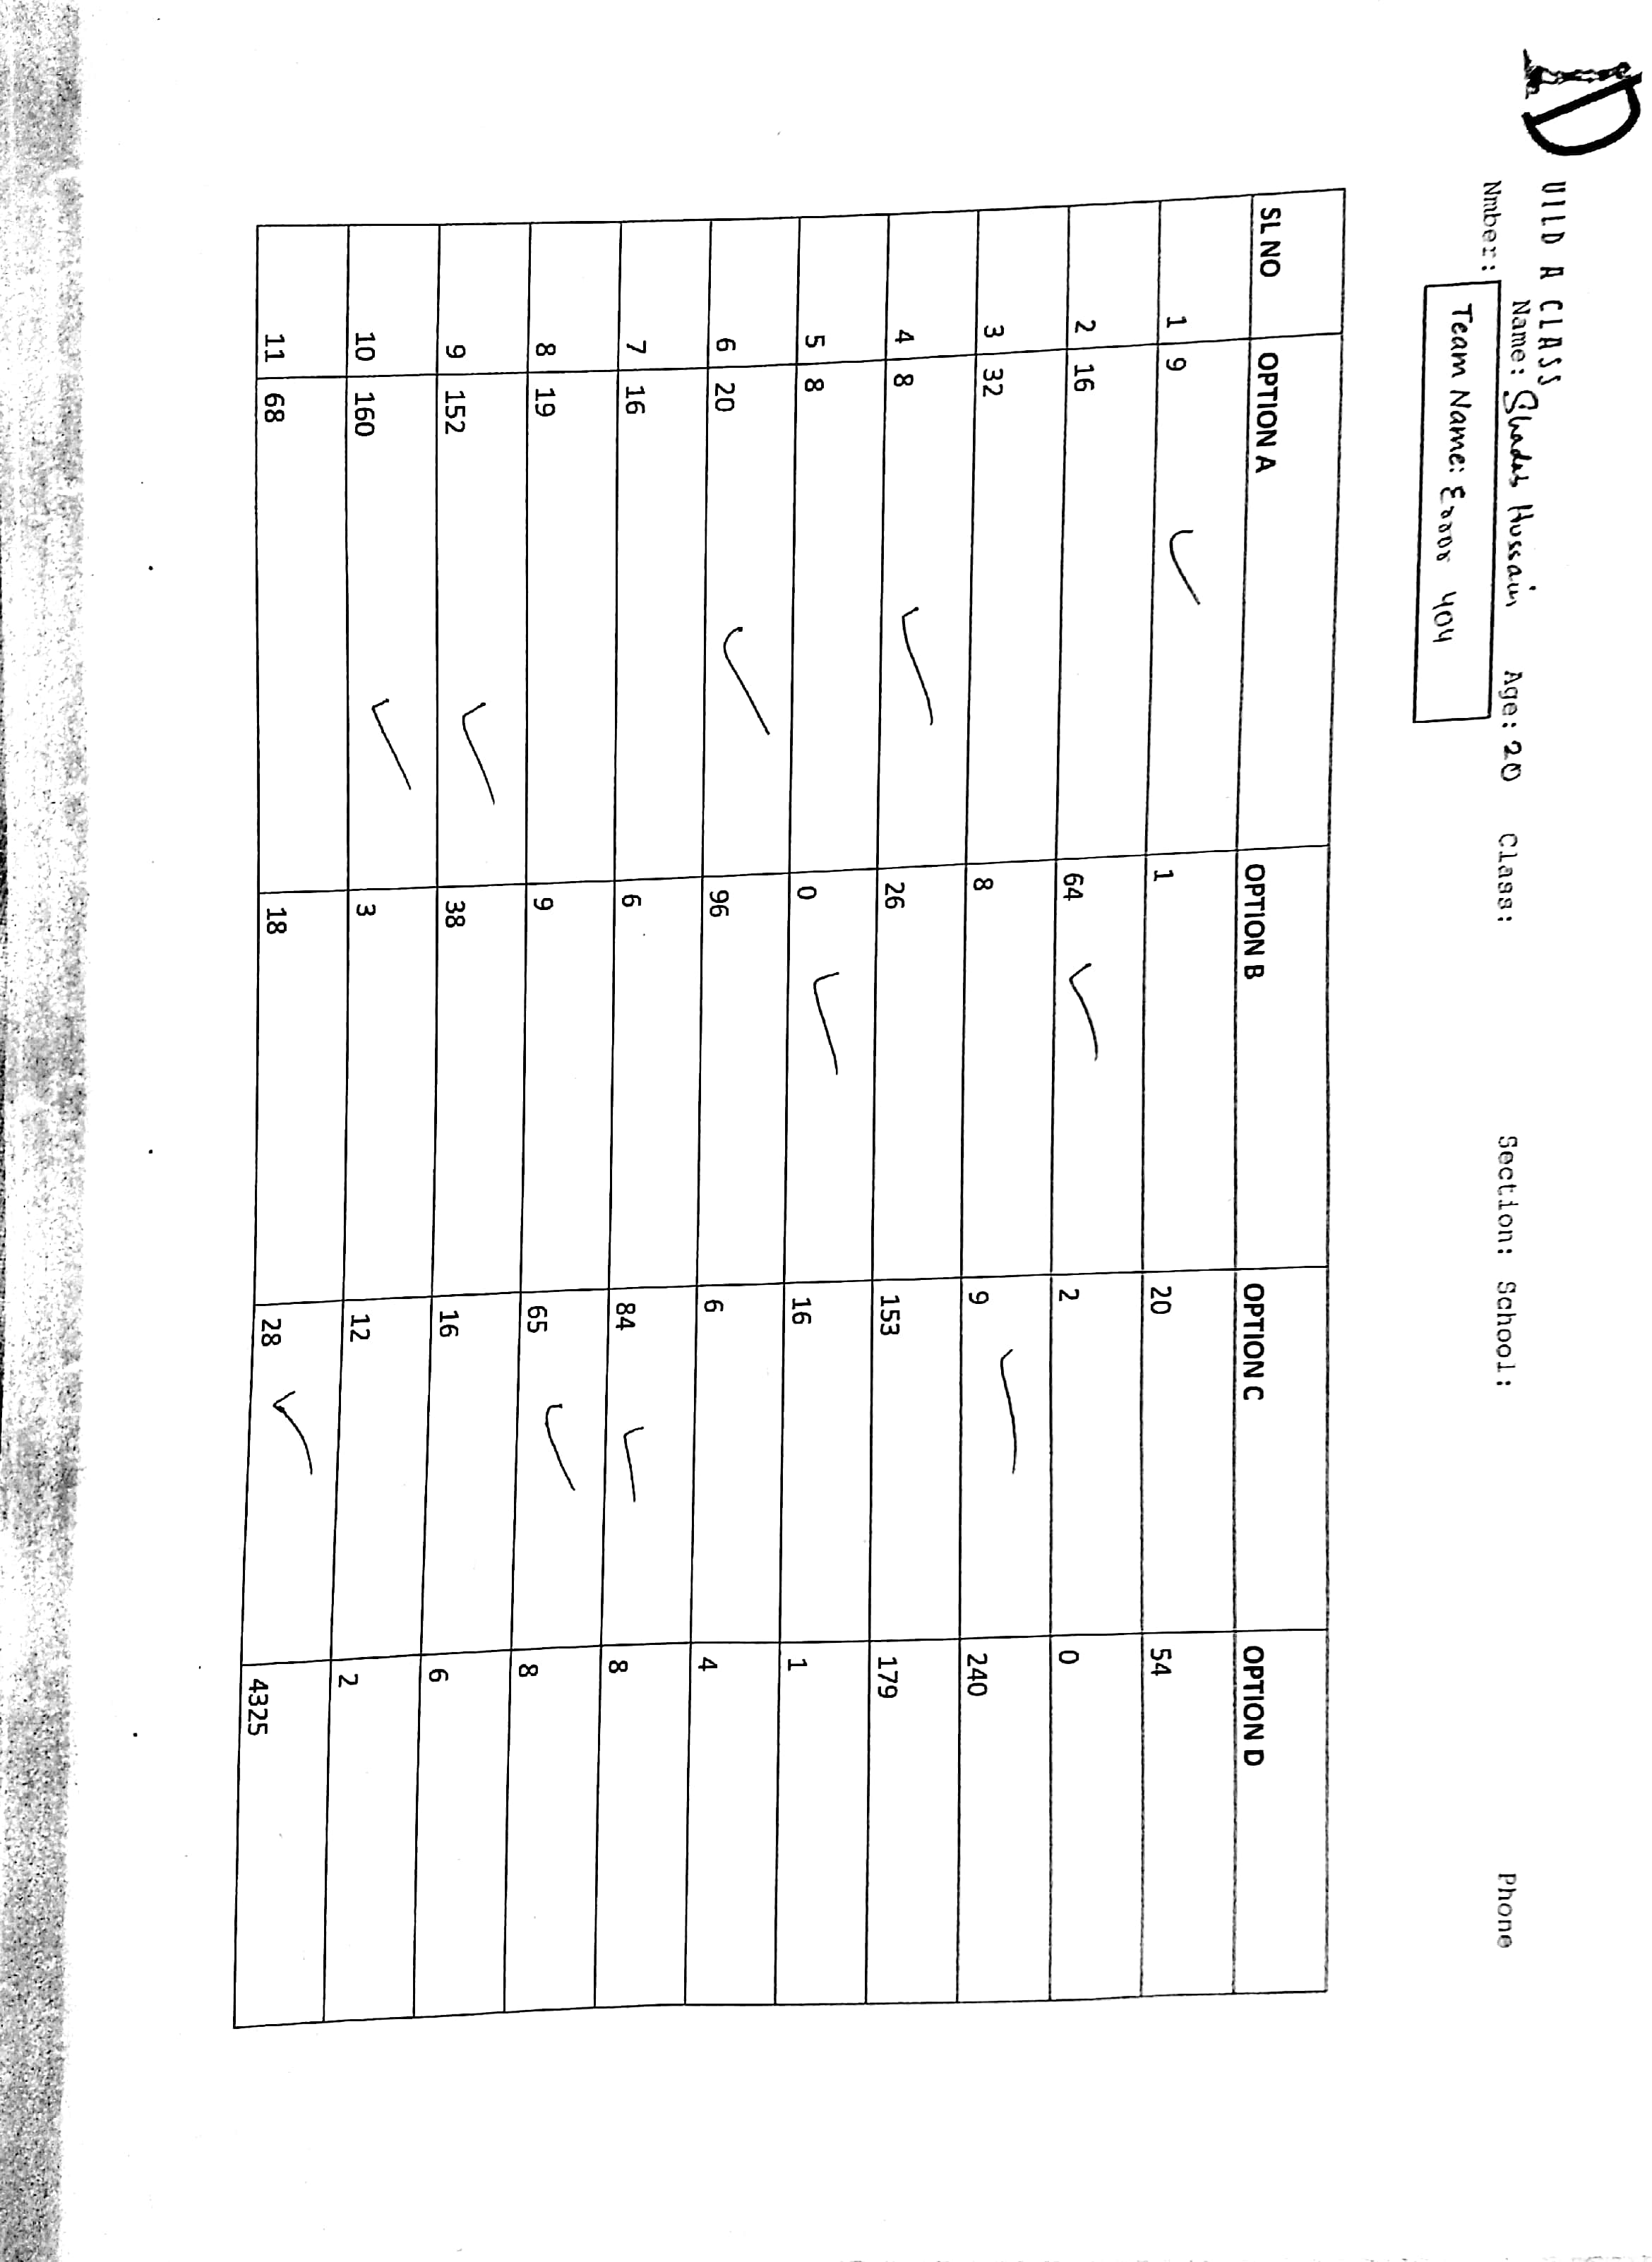 UILD A CLASS
Name: Shadab Hussain Age: 20 Class: Section: School: Phone
Nmber:
Team Name: Error 404
SL NO OPTION A OPTION B OPTION C OPTION D
1 9 ✓ 1 20 54
2 16 64 ✓ 2 0
3 32 8 9 ✓ 240
4 8 ✓ 26 153 179
5 8 0 ✓ 16 1
6 20 ✓ 96 6 4
7 16 6 84 ✓ 8
8 19 9 65 ✓ 8
9 152 ✓ 38 16 6
10 160 ✓ 3 12 2
11 68 18 28 ✓ 4325